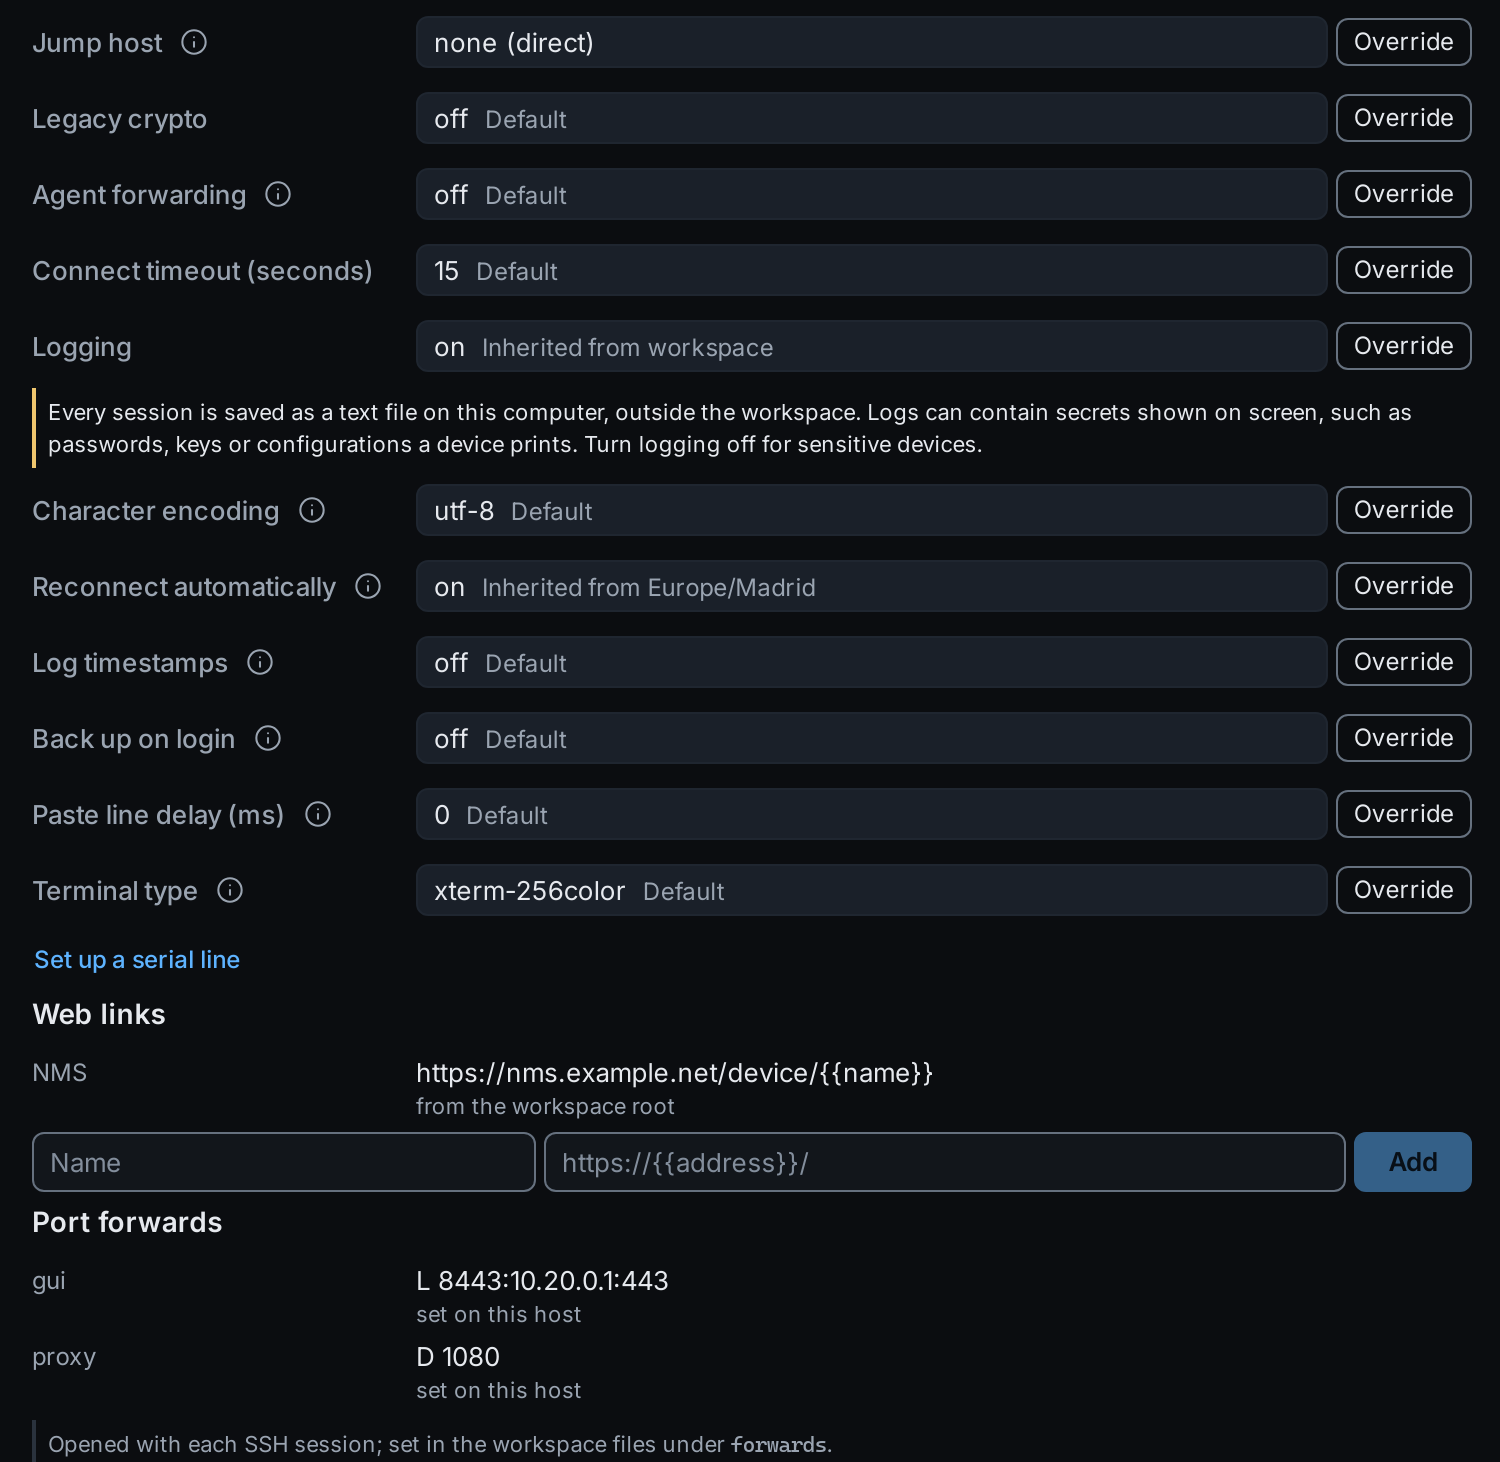 Jump host none (direct) Override
Legacy crypto off Default Override
Agent forwarding off Default Override
Connect timeout (seconds) 15 Default Override
Logging on Inherited from workspace Override
Every session is saved as a text file on this computer, outside the workspace. Logs can contain secrets shown on screen, such as
passwords, keys or configurations a device prints. Turn logging off for sensitive devices.
Character encoding utf-8 Default Override
Reconnect automatically on Inherited from Europe/Madrid Override
Log timestamps off Default Override
Back up on login off Default Override
Paste line delay (ms) 0 Default Override
Terminal type xterm-256color Default Override
Set up a serial line
Web links
NMS https://nms.example.net/device/{{name}}
from the workspace root
Name https://{{address}}/ Add
Port forwards
gui L 8443:10.20.0.1:443
set on this host
proxy D 1080
set on this host
Opened with each SSH session; set in the workspace files under forwards.